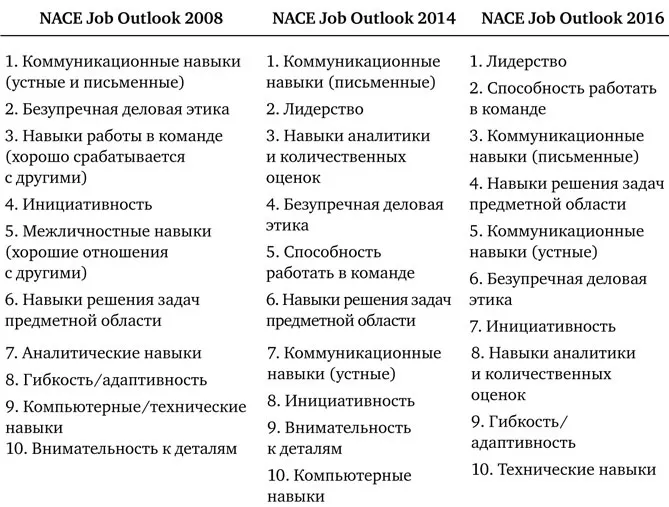 NACE Job Outlook 2008
1. Коммуникационные навыки
(устные и письменные)
2. Безупречная деловая этика
3. Навыки работы в команде
(хорошо срабатывается
с другими)
4. Инициативность
5. Межличностные навыки
(хорошие отношения
с другими)
6. Навыки решения задач
предметной области
7. Аналитические навыки
8. Гибкость/адаптивность
9. Компьютерные/технические
навыки
10. Внимательность к деталям
NACE Job Outlook 2014
1. Коммуникационные
навыки (письменные)
2. Лидерство
3. Навыки аналитики
и количественных
оценок
4. Безупречная деловая
этика
5. Способность
работать в команде
6. Навыки решения задач
предметной области
7. Коммуникационные
навыки (устные)
8. Инициативность
9. Внимательность
к деталям
10. Компьютерные
навыки
NACE Job Outlook 2016
1. Лидерство
2. Способность работать
в команде
3. Коммуникационные
навыки (письменные)
4. Навыки решения задач
предметной области
5. Коммуникационные
навыки (устные)
6. Безупречная деловая
этика
7. Инициативность
8. Навыки аналитики
и количественных
оценок
9. Гибкость/
адаптивность
10. Технические навыки